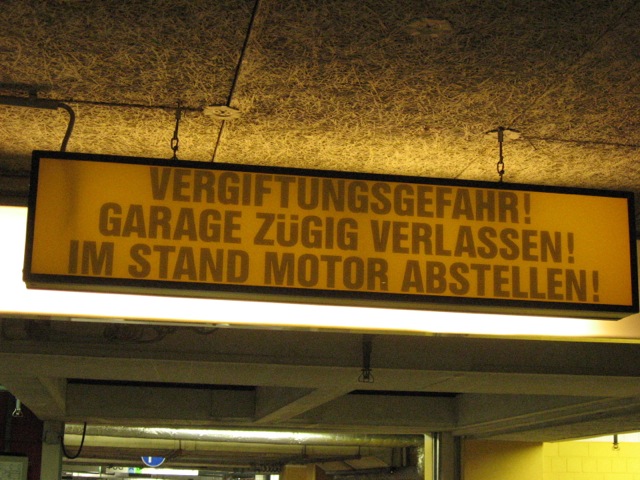 VERGIFTUNGSGEFAHR!
GARAGE ZÜGIG VERLASSEN!
IM STAND MOTOR ABSTELLEN!